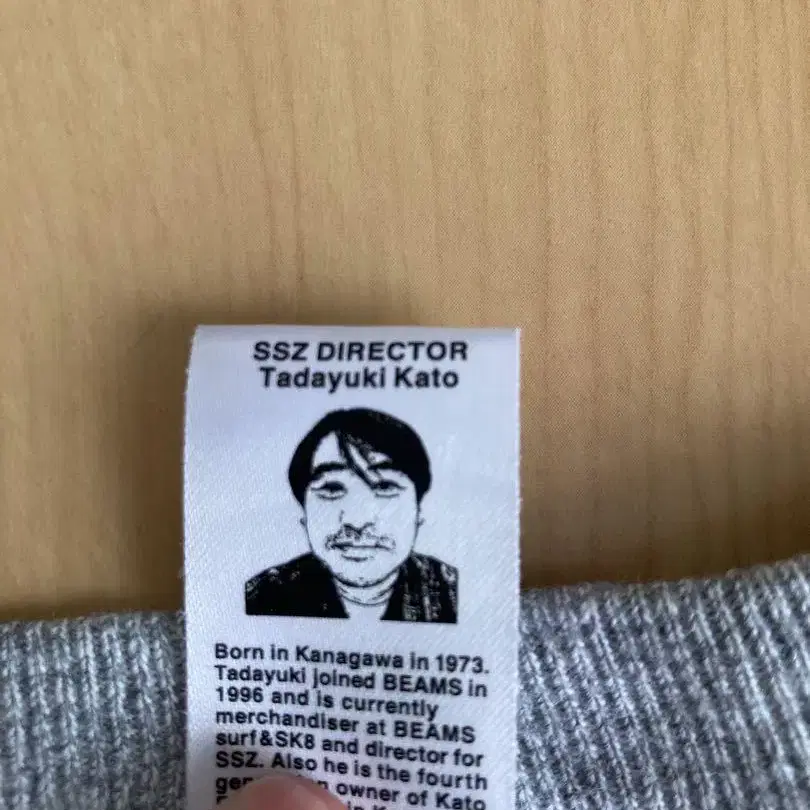 SSZ DIRECTOR
Tadayuki Kato
Born in Kanagawa in 1973.
Tadayuki joined BEAMS in
1996 and is currently
merchandiser at BEAMS
surf&SK8 and director for
SSZ. Also he is the fourth
owner of Kato